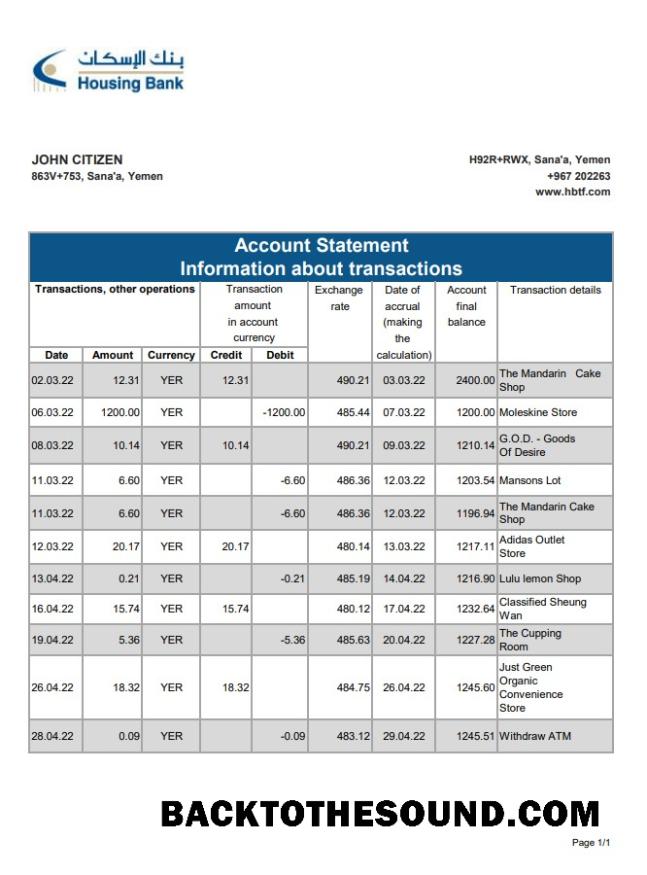 بنك الإسكان
Housing Bank
JOHN CITIZEN
863V+753, Sana'a, Yemen
H92R+RWX, Sana'a, Yemen
+967 202263
www.hbtf.com
Account Statement
Information about transactions
Transactions, other operations Transaction amount in account currency Exchange rate Date of accrual (making the calculation) Account final balance Transaction details
Date Amount Currency Credit Debit
02.03.22 12.31 YER 12.31 490.21 03.03.22 2400.00 The Mandarin Cake Shop
06.03.22 1200.00 YER -1200.00 485.44 07.03.22 1200.00 Moleskine Store
08.03.22 10.14 YER 10.14 490.21 09.03.22 1210.14 G.O.D. - Goods Of Desire
11.03.22 6.60 YER -6.60 486.36 12.03.22 1203.54 Mansons Lot
11.03.22 6.60 YER -6.60 486.36 12.03.22 1196.94 The Mandarin Cake Shop
12.03.22 20.17 YER 20.17 480.14 13.03.22 1217.11 Adidas Outlet Store
13.04.22 0.21 YER -0.21 485.19 14.04.22 1216.90 Lulu lemon Shop
16.04.22 15.74 YER 15.74 480.12 17.04.22 1232.64 Classified Sheung Wan
19.04.22 5.36 YER -5.36 485.63 20.04.22 1227.28 The Cupping Room
26.04.22 18.32 YER 18.32 484.75 26.04.22 1245.60 Just Green Organic Convenience Store
28.04.22 0.09 YER -0.09 483.12 29.04.22 1245.51 Withdraw ATM
BACKTOTHESOUND.COM
Page 1/1